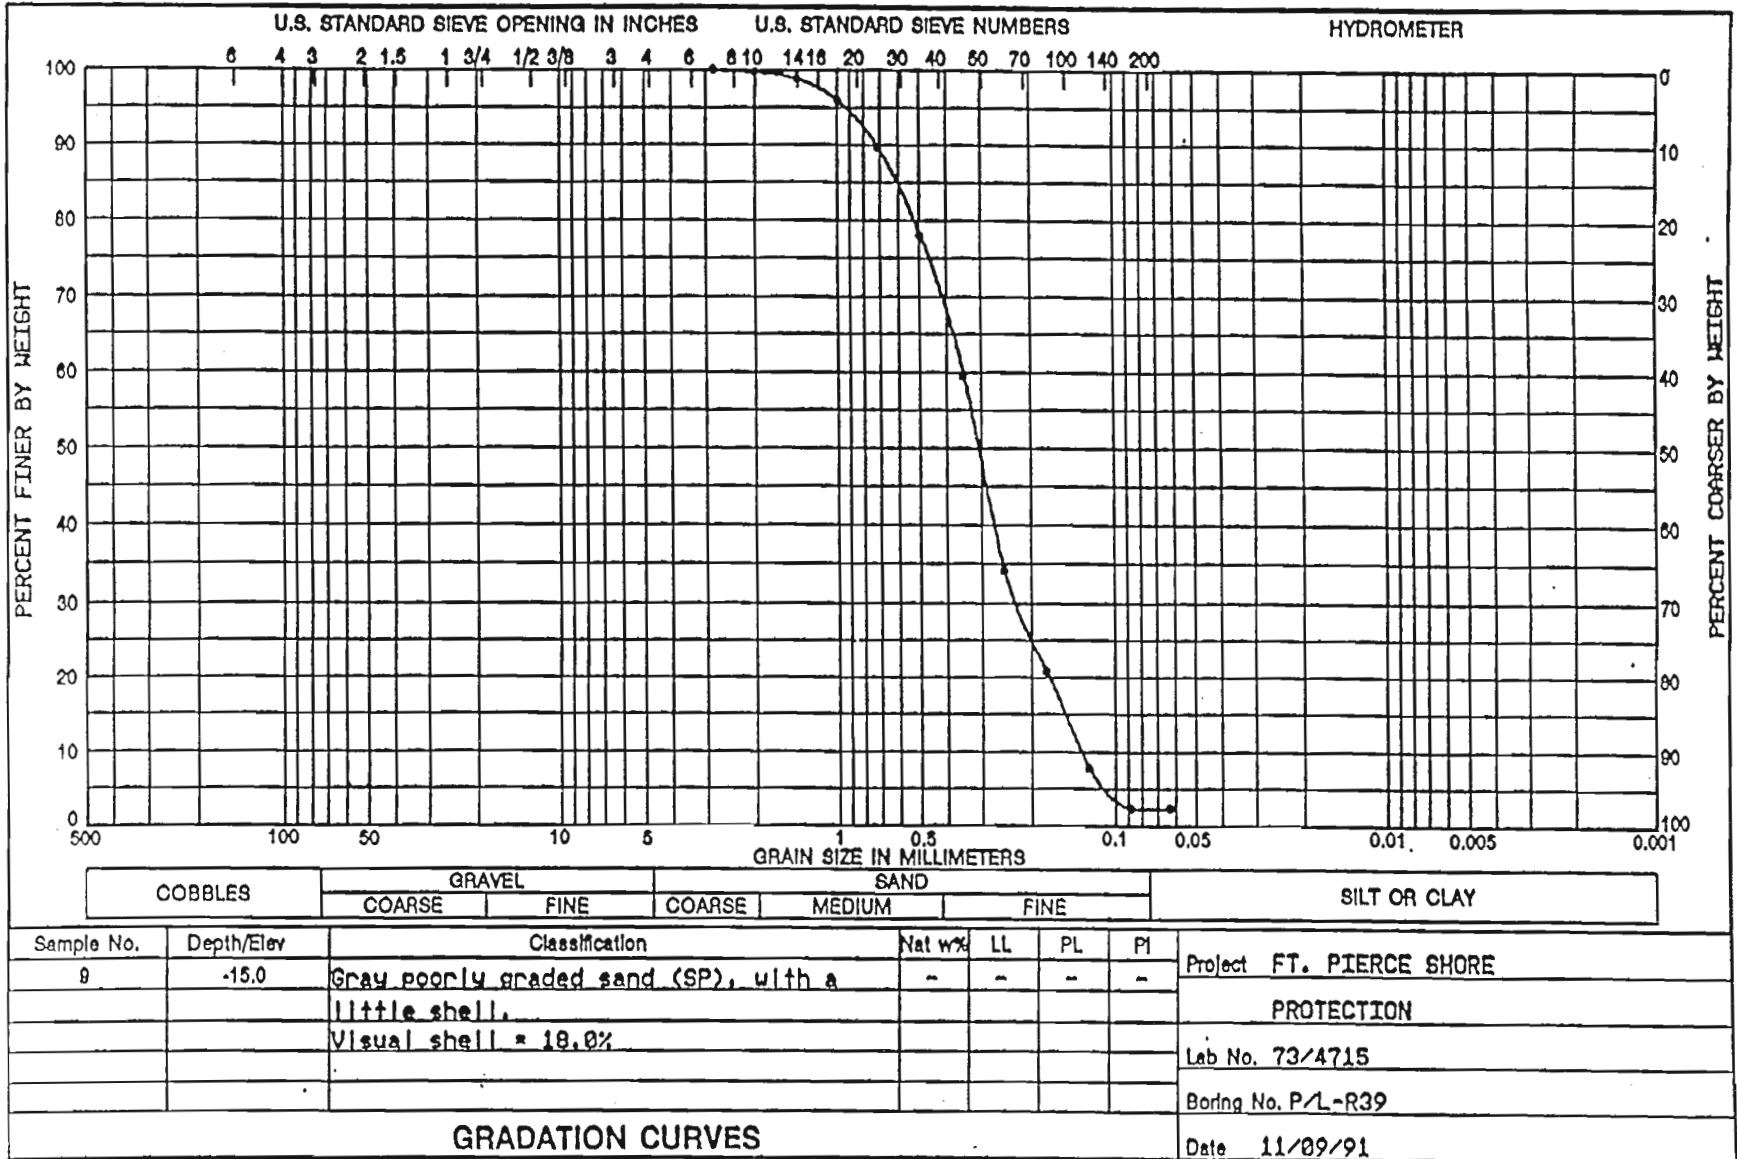 U.S. STANDARD SIEVE OPENING IN INCHES U.S. STANDARD SIEVE NUMBERS HYDROMETER
6 4 3 2 1.5 1 3/4 1/2 3/8 3 4 6 8 10 14 16 20 30 40 50 70 100 140 200
100 0
90 10
80 20
70 30
60 40
50 50
40 60
30 70
20 80
10 90
0 100
PERCENT FINER BY WEIGHT
PERCENT COARSER BY WEIGHT
500 100 50 10 5 1 0.5 0.1 0.05 0.01 0.005 0.001
GRAIN SIZE IN MILLIMETERS
COBBLES GRAVEL SAND SILT OR CLAY
COARSE FINE COARSE MEDIUM FINE
Sample No. Depth/Elev Classification Nat w% LL PL PI
9 -15.0 Gray poorly graded sand (SP), with a - - - -
little shell.
Visual shell = 18.0%
Project FT. PIERCE SHORE
PROTECTION
Lab No. 73/4715
Boring No. P/L-R39
Date 11/09/91
GRADATION CURVES